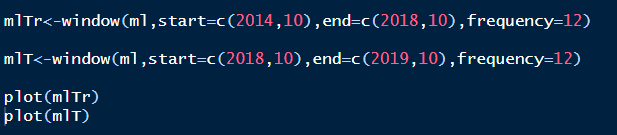 mlTr<-window(ml,start=c(2014,10),end=c(2018,10),frequency=12)
mlT<-window(ml,start=c(2018,10),end=c(2019,10),frequency=12)
plot(mlTr)
plot(mlT)